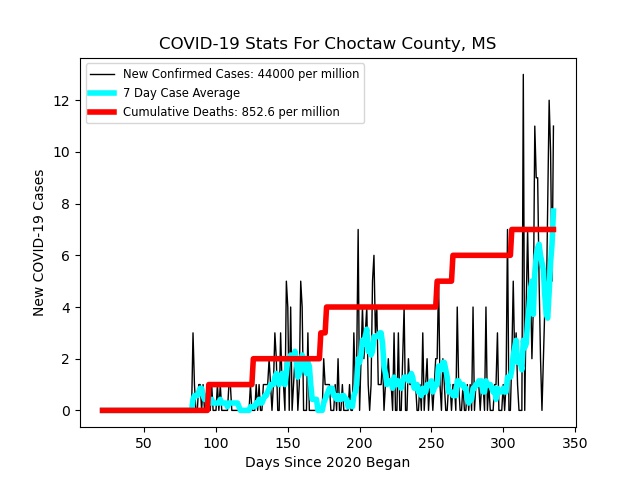 COVID-19 Stats For Choctaw County, MS
New Confirmed Cases: 44000 per million
7 Day Case Average
Cumulative Deaths: 852.6 per million
New COVID-19 Cases
12
10
8
6
4
2
0
50 100 150 200 250 300 350
Days Since 2020 Began